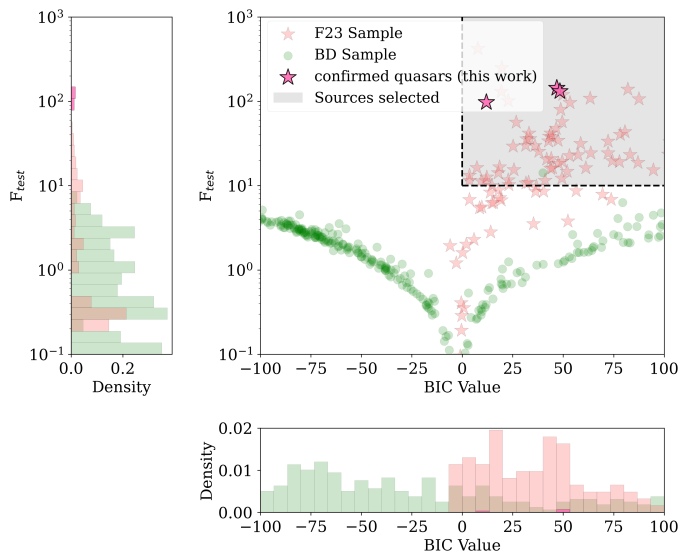 10³
10²
10¹
10⁰
10⁻¹
F_test
0.0 0.2
Density
10³
10²
10¹
10⁰
10⁻¹
F_test
F23 Sample
BD Sample
confirmed quasars (this work)
Sources selected
−100 −75 −50 −25 0 25 50 75 100
BIC Value
0.02
0.01
0.00
Density
−100 −75 −50 −25 0 25 50 75 100
BIC Value